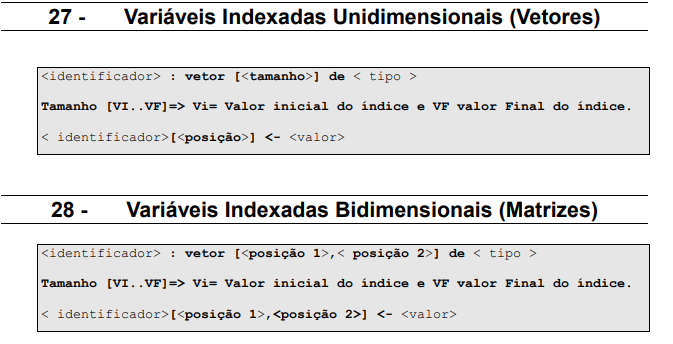 27 - Variáveis Indexadas Unidimensionais (Vetores)
<identificador> : vetor [<tamanho>] de < tipo >
Tamanho [VI..VF]=> Vi= Valor inicial do índice e VF valor Final do índice.
< identificador>[<posição>] <- <valor>
28 - Variáveis Indexadas Bidimensionais (Matrizes)
<identificador> : vetor [<posição 1>,< posição 2>] de < tipo >
Tamanho [VI..VF]=> Vi= Valor inicial do índice e VF valor Final do índice.
< identificador>[<posição 1>,<posição 2>] <- <valor>